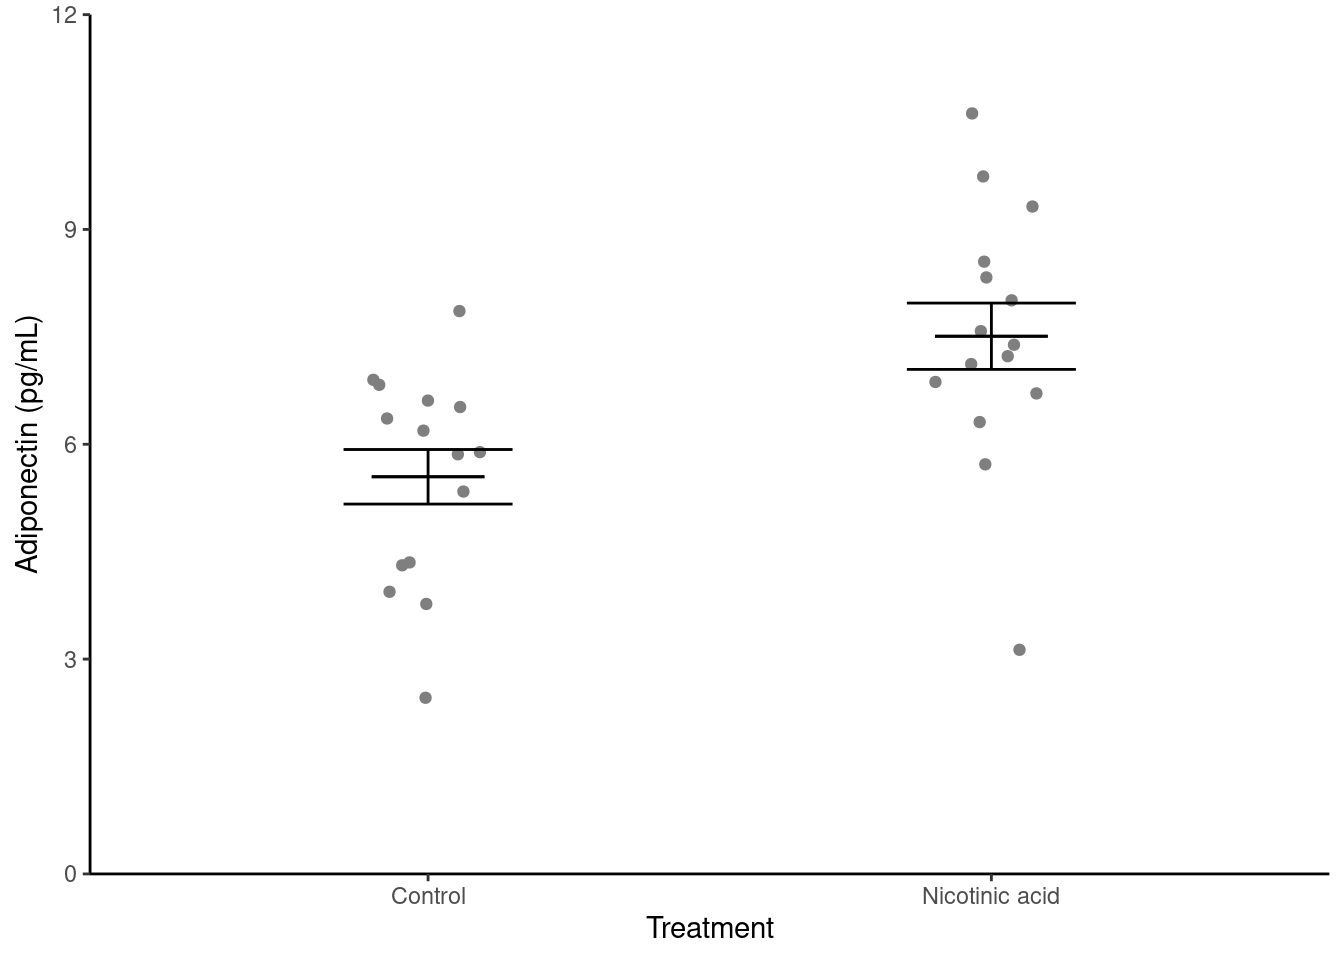 12
9
6
3
0
Adiponectin (pg/mL)
Control
Nicotinic acid
Treatment